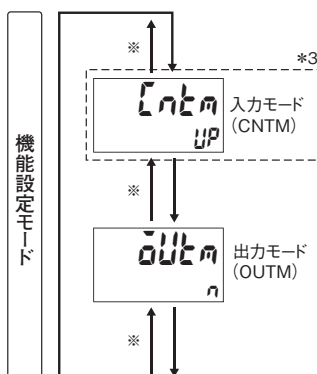 ※
*3
Cntm
UP
入力モード
(CNTM)
機能設定モード
※
oUtm
n
出力モード
(OUTM)
※